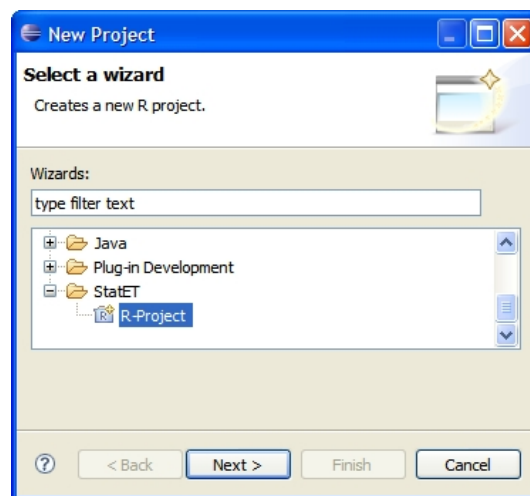 New Project
Select a wizard
Creates a new R project.
Wizards:
type filter text
Java
Plug-in Development
StatET
R-Project
< Back Next > Finish Cancel